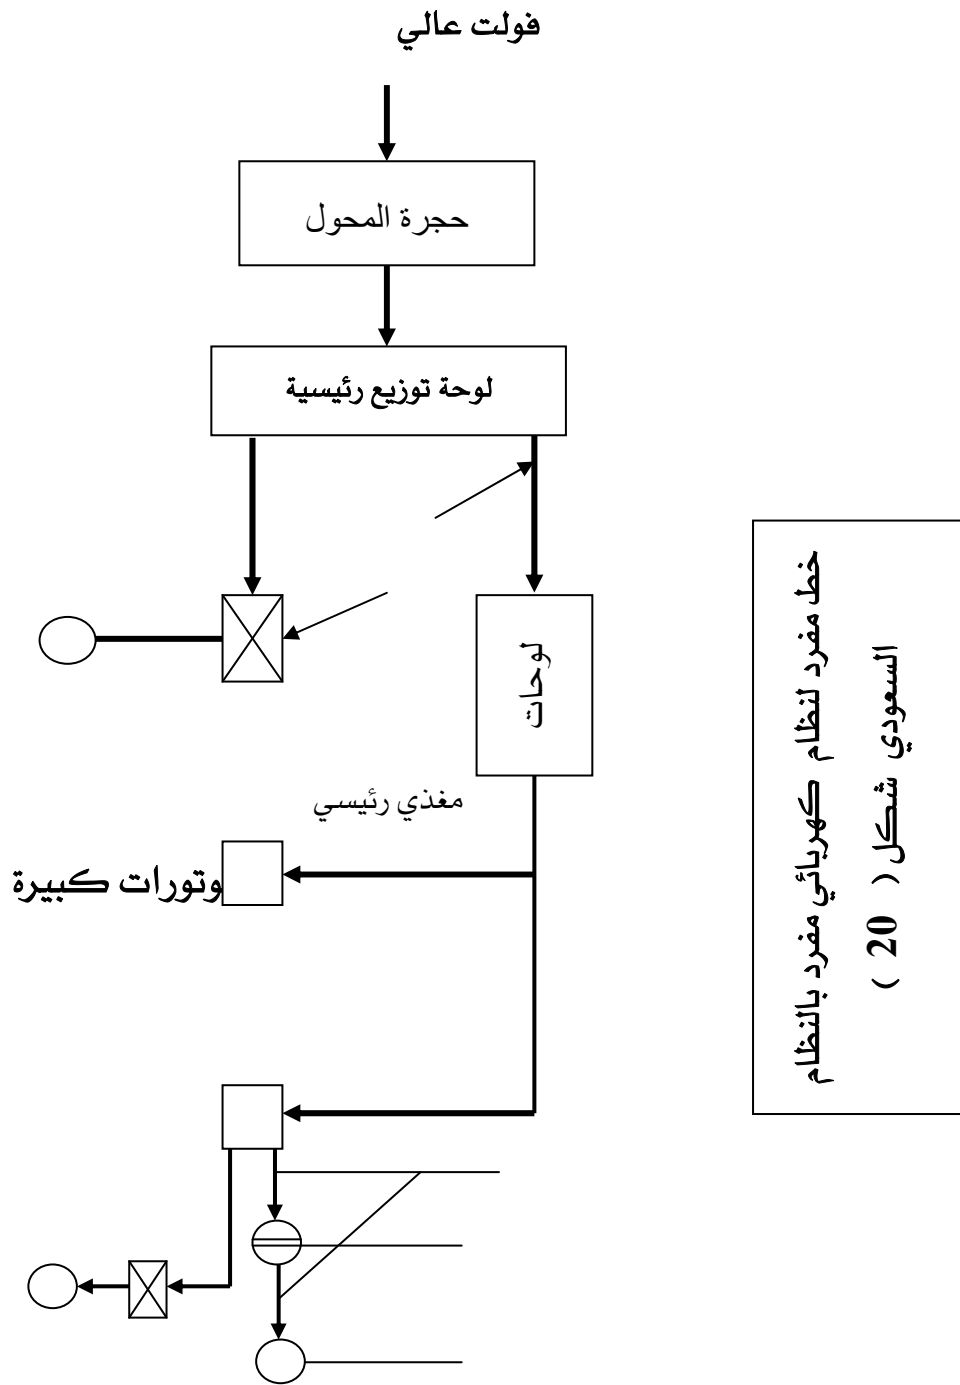 فولت عالي
حجرة المحول
لوحة توزيع رئيسية
لوحات
مغذي رئيسي
وتورات كبيرة
خط مفرد لنظام كهربائي مفرد بالنظام
السعودي شكل ( 20 )